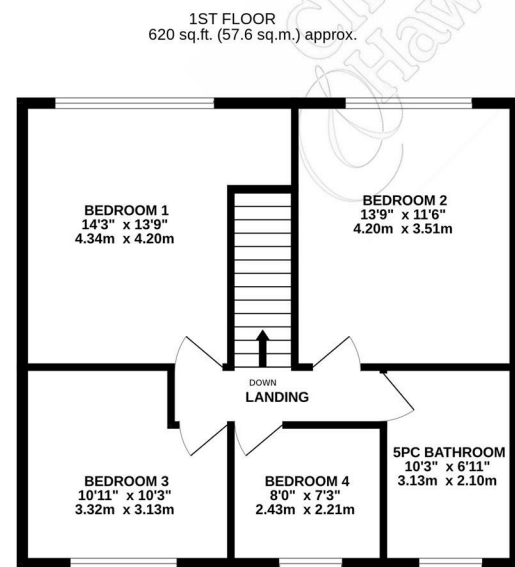 1ST FLOOR
620 sq.ft. (57.6 sq.m.) approx.
BEDROOM 1
14'3" x 13'9"
4.34m x 4.20m
BEDROOM 2
13'9" x 11'6"
4.20m x 3.51m
DOWN
LANDING
BEDROOM 3
10'11" x 10'3"
3.32m x 3.13m
BEDROOM 4
8'0" x 7'3"
2.43m x 2.21m
5PC BATHROOM
10'3" x 6'11"
3.13m x 2.10m